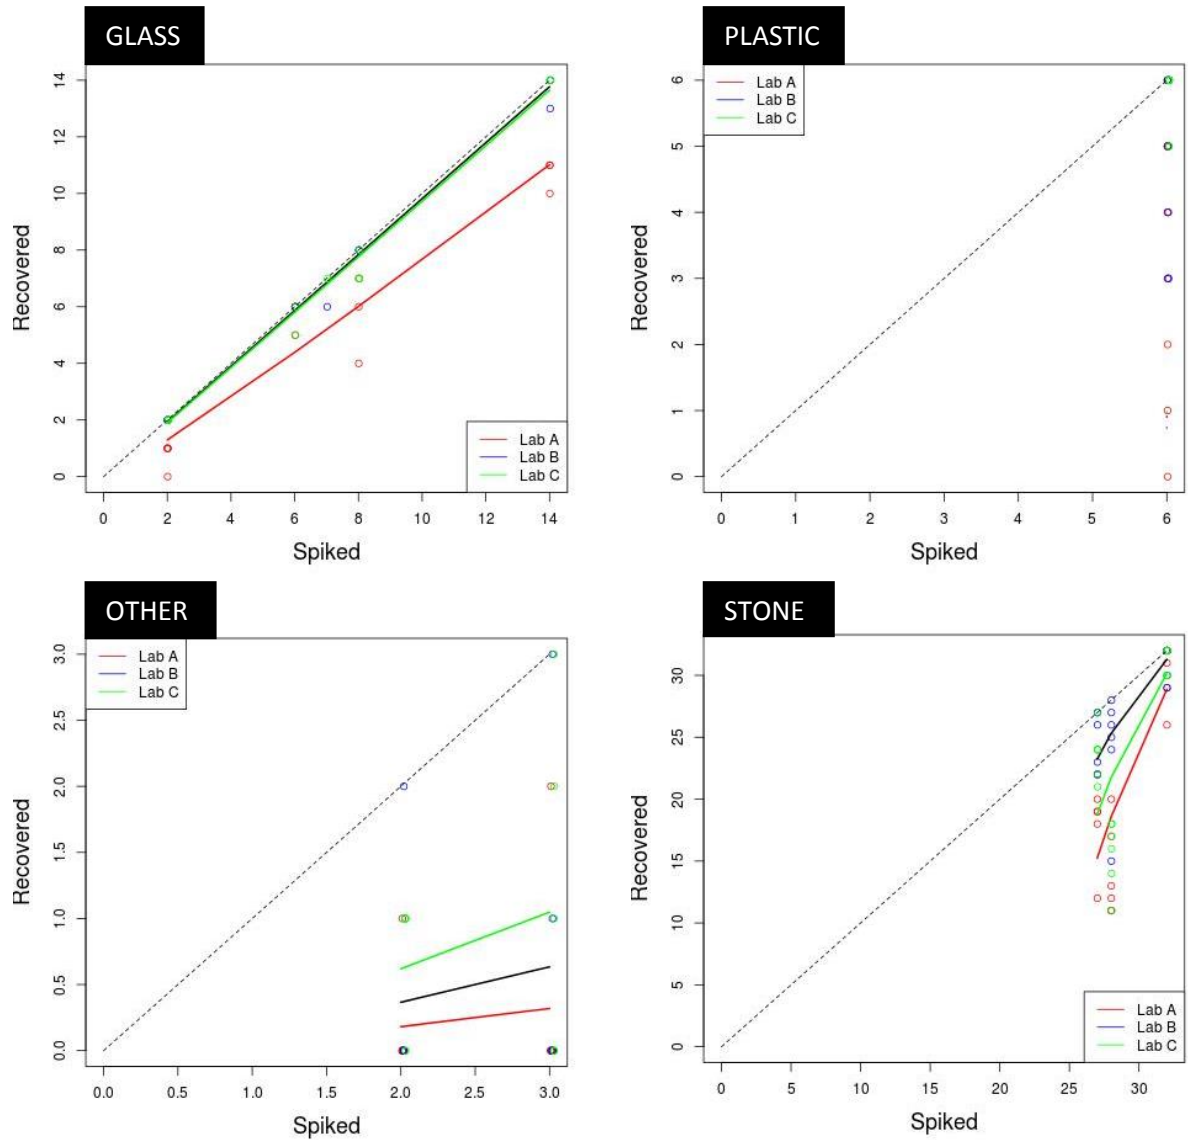 GLASS
14
12
10
8
6
4
2
0
Recovered
0 2 4 6 8 10 12 14
Spiked
Lab A
Lab B
Lab C
PLASTIC
Lab A
Lab B
Lab C
6
5
4
3
2
1
0
Recovered
0 1 2 3 4 5 6
Spiked
OTHER
Lab A
Lab B
Lab C
3.0
2.5
2.0
1.5
1.0
0.5
0.0
Recovered
0.0 0.5 1.0 1.5 2.0 2.5 3.0
Spiked
STONE
30
25
20
15
10
5
0
Recovered
0 5 10 15 20 25 30
Spiked
Lab A
Lab B
Lab C